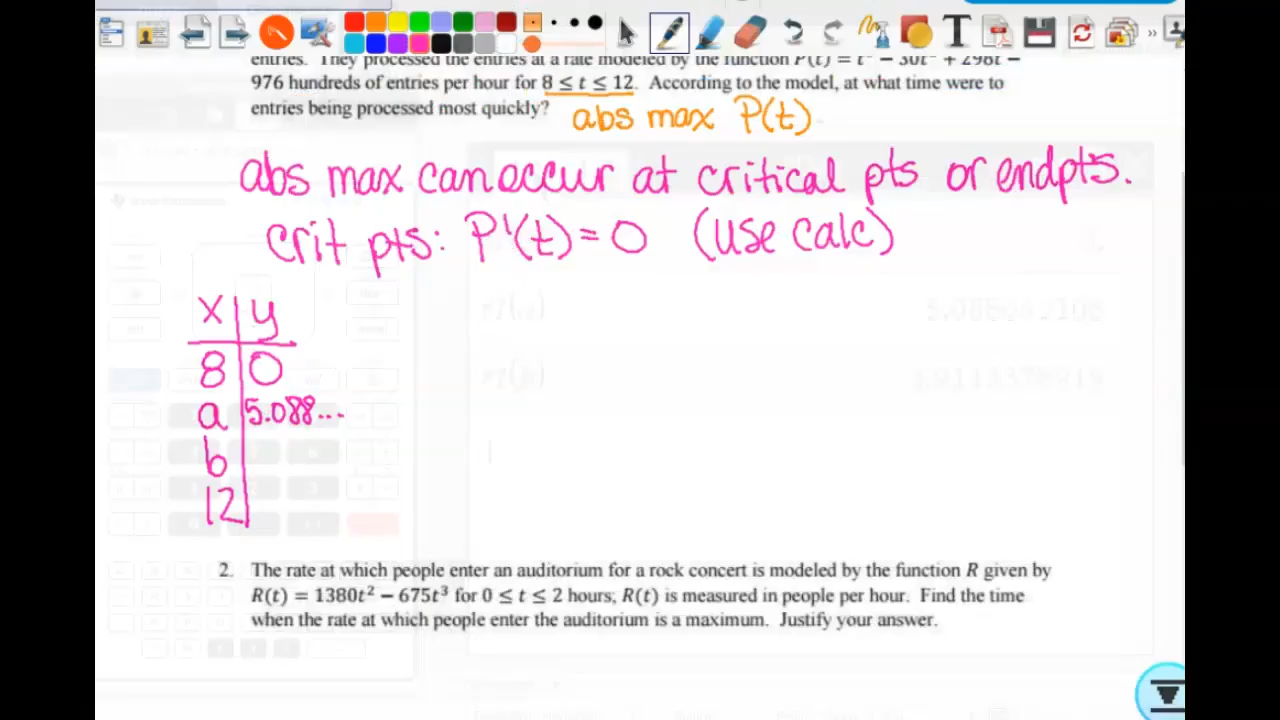 entries. They processed the entries at a rate modeled by the function P(t) = t³ − 30t² + 298t −
976 hundreds of entries per hour for 8 ≤ t ≤ 12. According to the model, at what time were to
entries being processed most quickly?
abs max P(t)
abs max can occur at critical pts or endpts.
crit pts: P'(t) = 0 (use calc)
x y
8 0
a 5.088...
b
12
2. The rate at which people enter an auditorium for a rock concert is modeled by the function R given by
R(t) = 1380t² − 675t³ for 0 ≤ t ≤ 2 hours; R(t) is measured in people per hour. Find the time
when the rate at which people enter the auditorium is a maximum. Justify your answer.